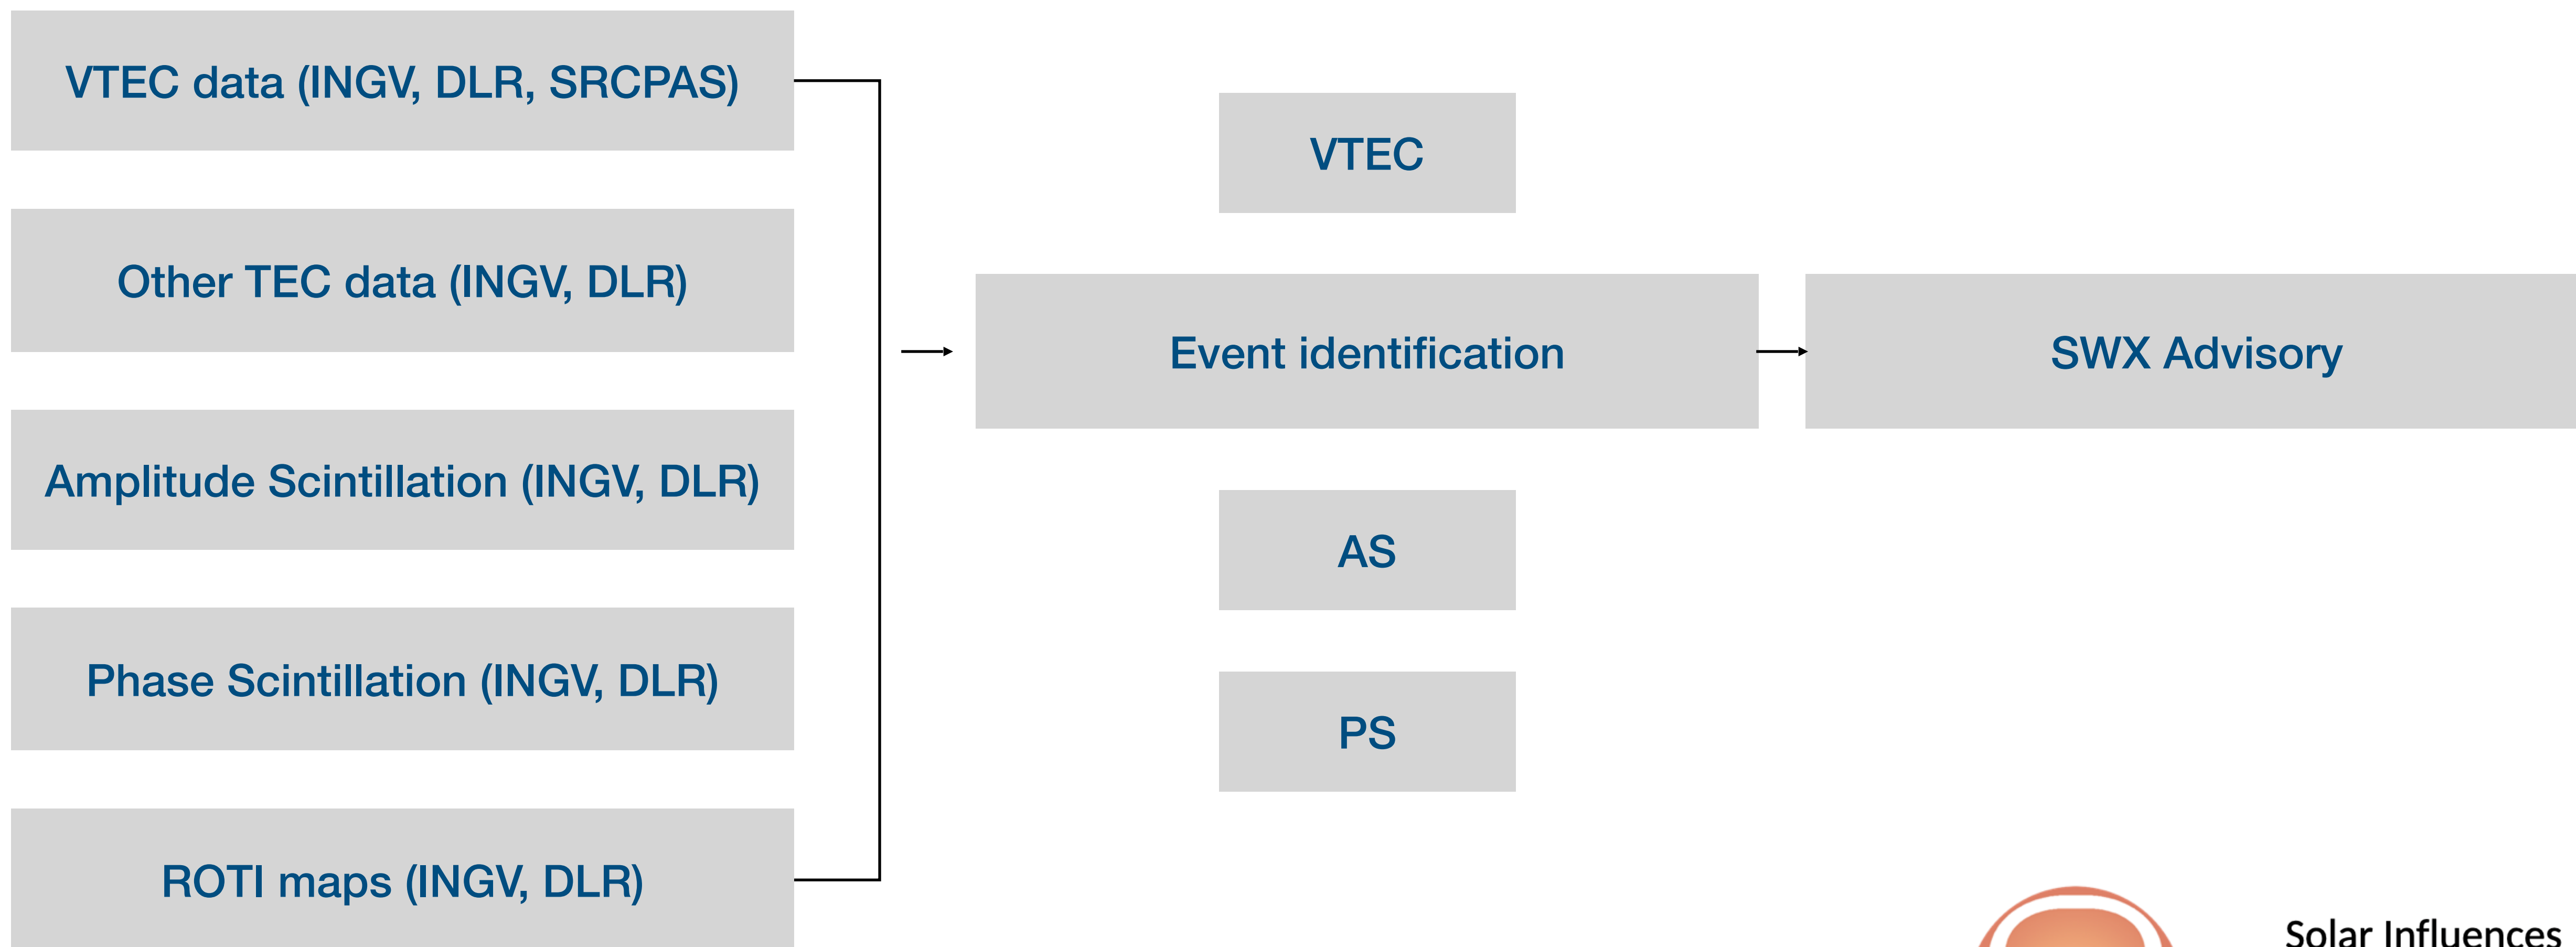 VTEC data (INGV, DLR, SRCPAS)
Other TEC data (INGV, DLR)
Amplitude Scintillation (INGV, DLR)
Phase Scintillation (INGV, DLR)
ROTI maps (INGV, DLR)
VTEC
Event identification
AS
PS
SWX Advisory
Solar Influences